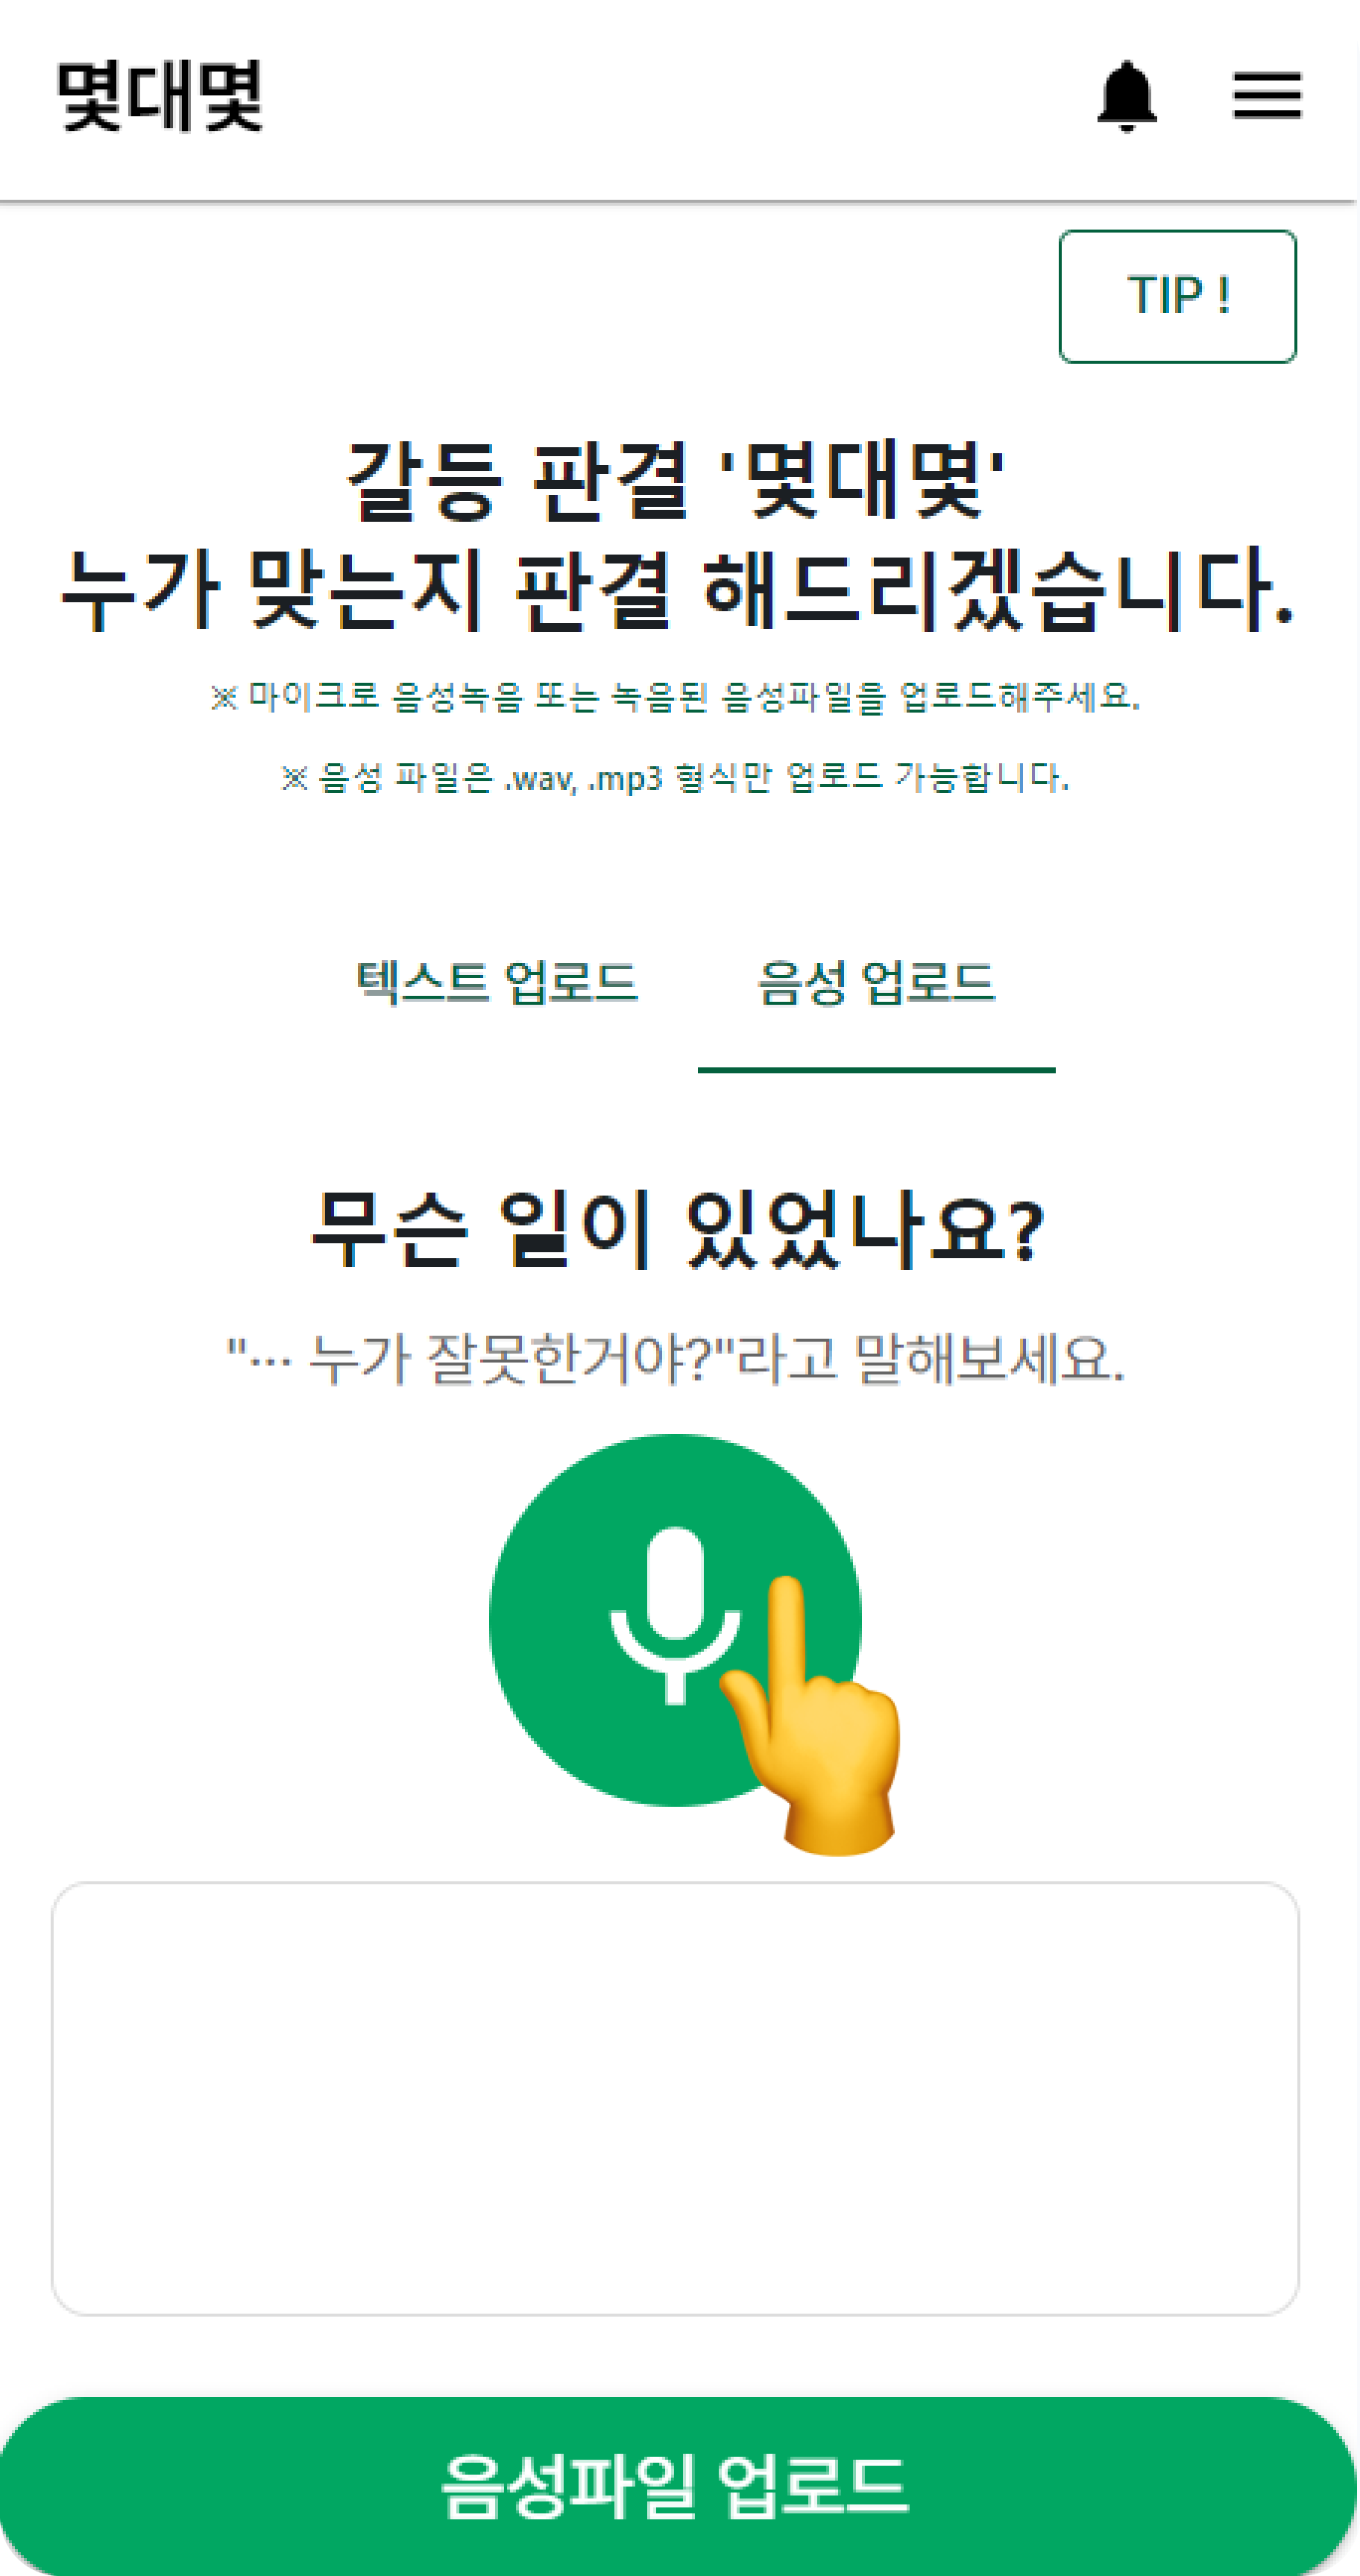 몇대몇
TIP !
갈등 판결 '몇대몇'
누가 맞는지 판결 해드리겠습니다.
※ 마이크로 음성녹음 또는 녹음된 음성파일을 업로드해주세요.
※ 음성 파일은 .wav, .mp3 형식만 업로드 가능합니다.
텍스트 업로드 음성 업로드
무슨 일이 있었나요?
"··· 누가 잘못한거야?"라고 말해보세요.
음성파일 업로드